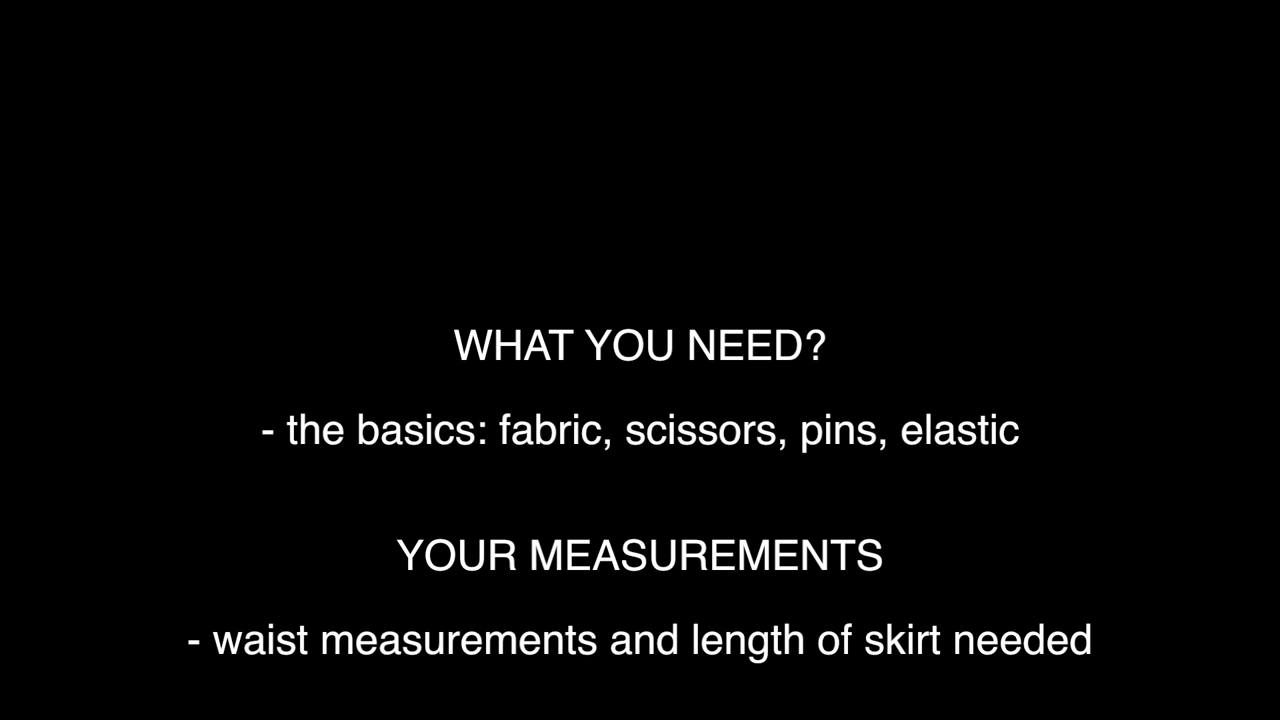 WHAT YOU NEED?
- the basics: fabric, scissors, pins, elastic
YOUR MEASUREMENTS
- waist measurements and length of skirt needed